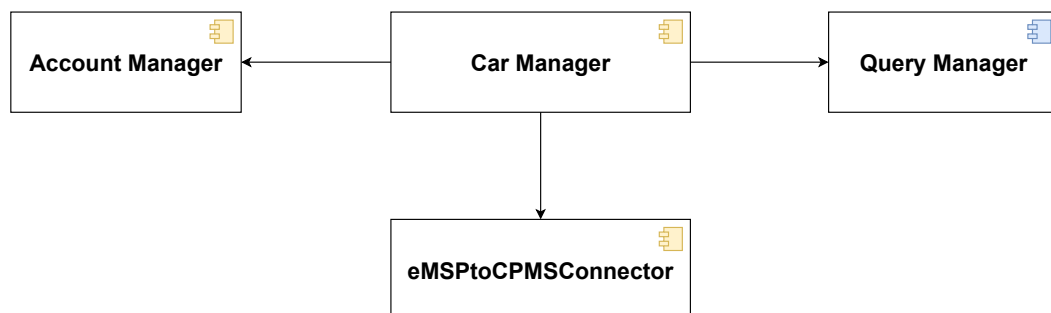 Account Manager
Car Manager
Query Manager
eMSPtoCPMSConnector